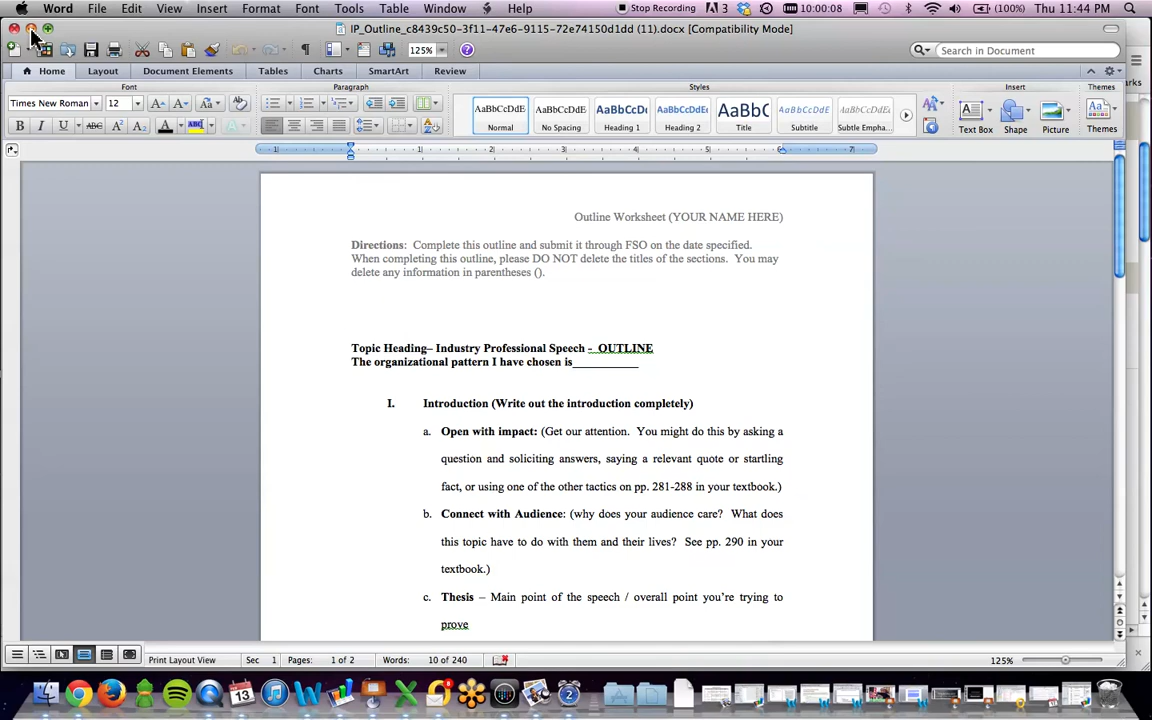 Word File Edit View Insert Format Font Tools Table Window Help Stop Recording 3 10:00:08 (100%) Thu 11:44 PM
IP_Outline_c8439c50-3f11-47e6-9115-72e74150d1dd (11).docx [Compatibility Mode]
125% Search in Document
Home Layout Document Elements Tables Charts SmartArt Review
Font Paragraph Styles Insert Themes
Times New Roman 12 AaBbCcDdE AaBbCcDdE AaBbCcDc AaBbCcDdEe AaBbC AaBbCcDdEe AaBbCcDdEe
Normal No Spacing Heading 1 Heading 2 Title Subtitle Subtle Empha... Text Box Shape Picture Themes
Outline Worksheet (YOUR NAME HERE)
Directions: Complete this outline and submit it through FSO on the date specified.
When completing this outline, please DO NOT delete the titles of the sections. You may
delete any information in parentheses ().
Topic Heading– Industry Professional Speech - OUTLINE
The organizational pattern I have chosen is__________
I. Introduction (Write out the introduction completely)
a. Open with impact: (Get our attention. You might do this by asking a
question and soliciting answers, saying a relevant quote or startling
fact, or using one of the other tactics on pp. 281-288 in your textbook.)
b. Connect with Audience: (why does your audience care? What does
this topic have to do with them and their lives? See pp. 290 in your
textbook.)
c. Thesis – Main point of the speech / overall point you're trying to
prove
Print Layout View Sec 1 Pages: 1 of 2 Words: 10 of 240 125%